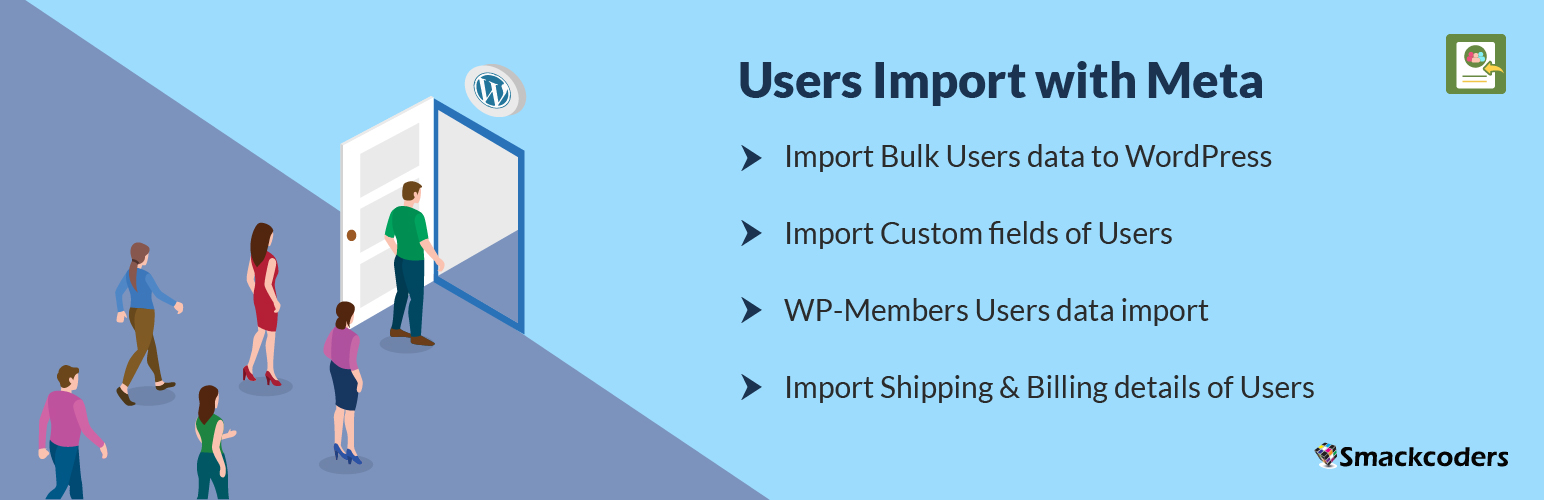 Users Import with Meta
Import Bulk Users data to WordPress
Import Custom fields of Users
WP-Members Users data import
Import Shipping & Billing details of Users
Smackcoders